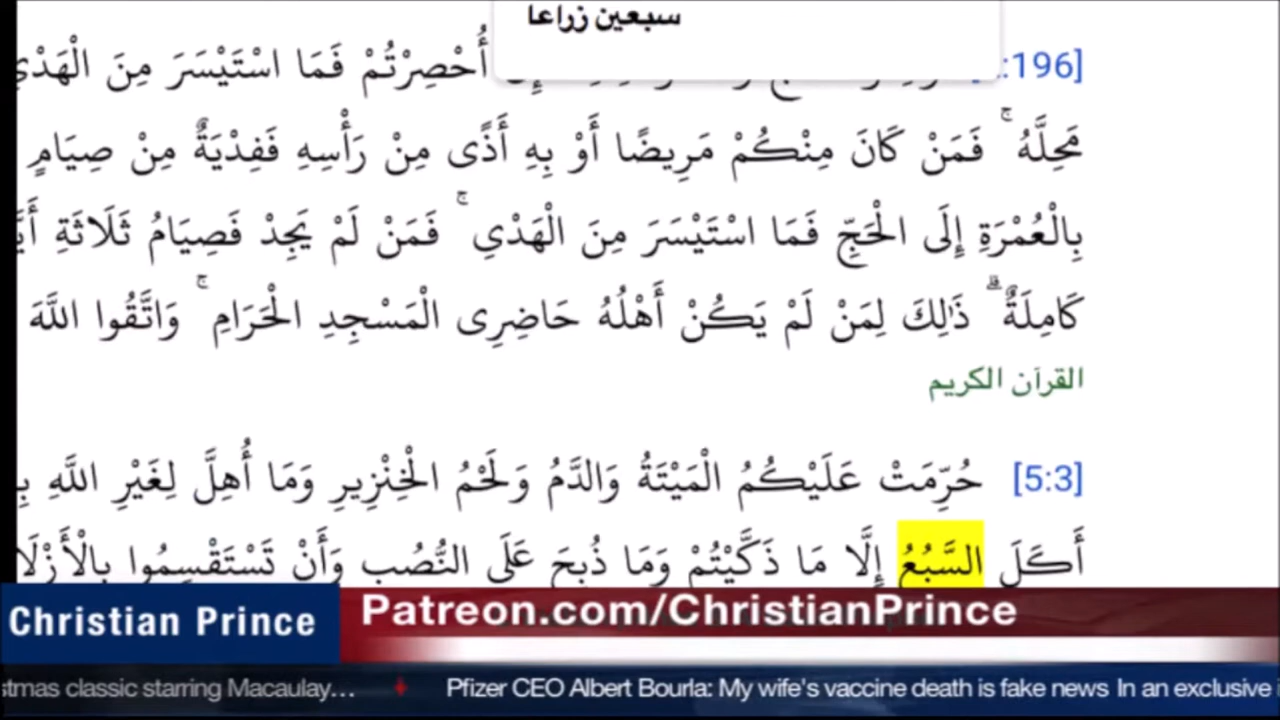 سبعين زراعا
:196]
أُحْصِرْتُمْ فَمَا اسْتَيْسَرَ مِنَ الْهَدْيِ
مَحِلَّهُ ۚ فَمَنْ كَانَ مِنْكُمْ مَرِيضًا أَوْ بِهِ أَذًى مِنْ رَأْسِهِ فَفِدْيَةٌ مِنْ صِيَامٍ
بِالْعُمْرَةِ إِلَى الْحَجِّ فَمَا اسْتَيْسَرَ مِنَ الْهَدْيِ ۚ فَمَنْ لَمْ يَجِدْ فَصِيَامُ ثَلَاثَةِ
كَامِلَةٌ ۗ ذَٰلِكَ لِمَنْ لَمْ يَكُنْ أَهْلُهُ حَاضِرِى الْمَسْجِدِ الْحَرَامِ ۚ وَاتَّقُوا اللَّهَ
القرآن الكريم
[5:3] حُرِّمَتْ عَلَيْكُمُ الْمَيْتَةُ وَالدَّمُ وَلَحْمُ الْخِنْزِيرِ وَمَا أُهِلَّ لِغَيْرِ اللَّهِ
أَكَلَ السَّبُعُ إِلَّا مَا ذَكَّيْتُمْ وَمَا ذُبِحَ عَلَى النُّصُبِ وَأَنْ تَسْتَقْسِمُوا بِالْأَزْلَا
Patreon.com/ChristianPrince
Christian Prince
stmas classic starring Macaulay… Pfizer CEO Albert Bourla: My wife's vaccine death is fake news In an exclusive